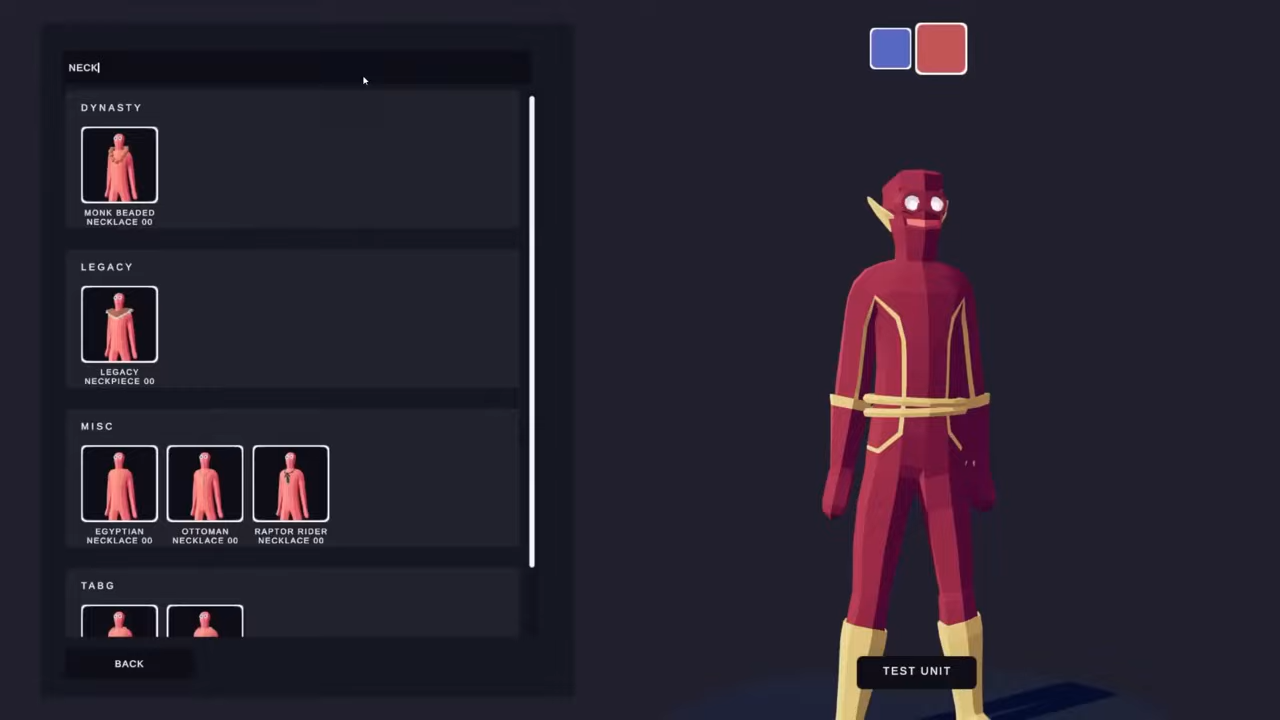 NECK
DYNASTY
MONK BEADED
NECKLACE 00
LEGACY
LEGACY
NECKPIECE 00
MISC
EGYPTIAN
NECKLACE 00
OTTOMAN
NECKLACE 00
RAPTOR RIDER
NECKLACE 00
TABG
BACK
TEST UNIT